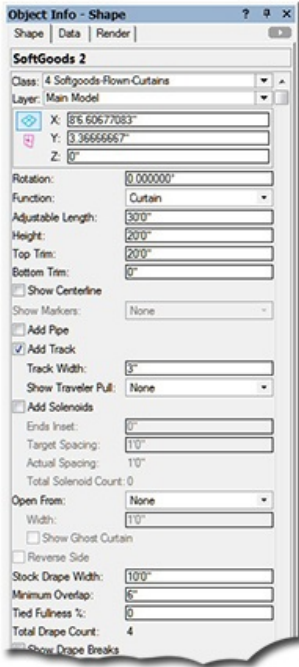 Object Info - Shape ?
Shape Data Render
SoftGoods 2
Class: 4 Softgoods-Flown-Curtains
Layer: Main Model
X: 8'6.60677083"
Y: 3.36666667"
Z: 0"
Rotation: 0.000000°
Function: Curtain
Adjustable Length: 30'0"
Height: 20'0"
Top Trim: 20'0"
Bottom Trim: 0"
Show Centerline
Show Markers: None
Add Pipe
Add Track
Track Width: 3"
Show Traveler Pull: None
Add Solenoids
Ends Inset: 0"
Target Spacing: 1'0"
Actual Spacing: 1'0"
Total Solenoid Count: 0
Open From: None
Width: 1'0"
Show Ghost Curtain
Reverse Side
Stock Drape Width: 10'0"
Minimum Overlap: 6"
Tied Fullness %: 0
Total Drape Count: 4
Show Drape Breaks